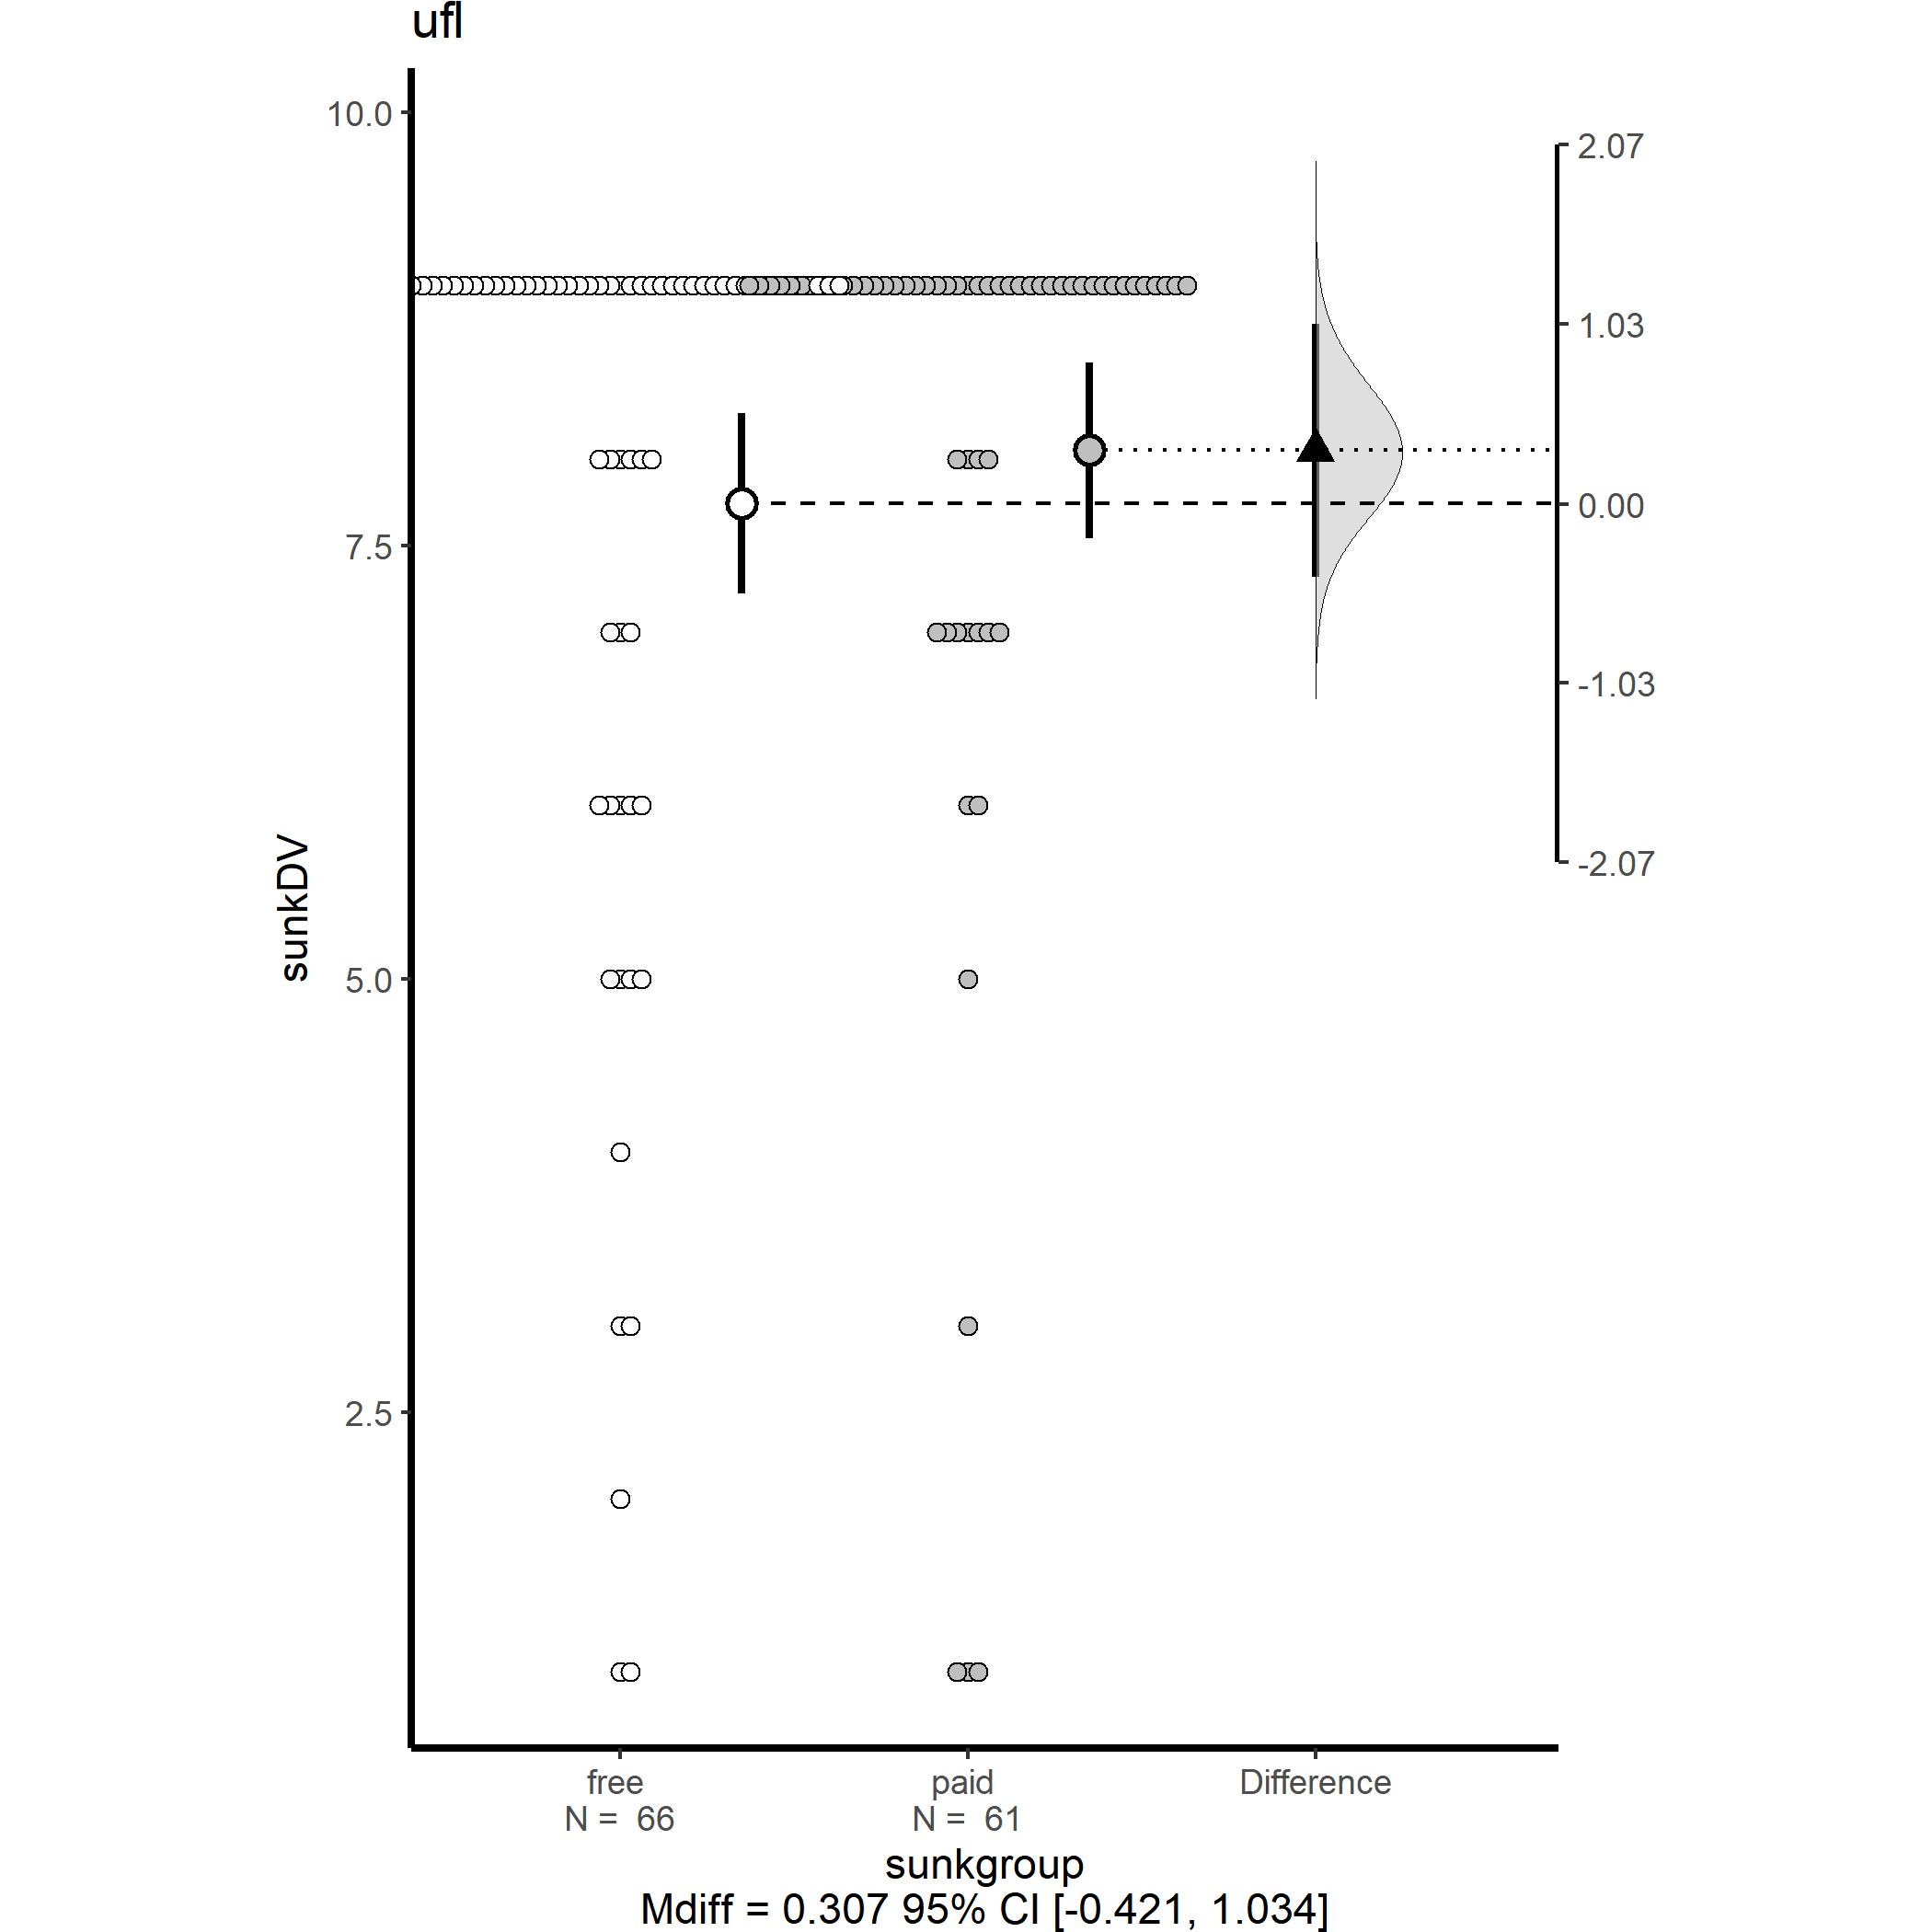 ufl
10.0
7.5
5.0
2.5
sunkDV
2.07
1.03
0.00
-1.03
-2.07
free
N =  66
paid
N =  61
Difference
sunkgroup
Mdiff = 0.307 95% CI [-0.421, 1.034]